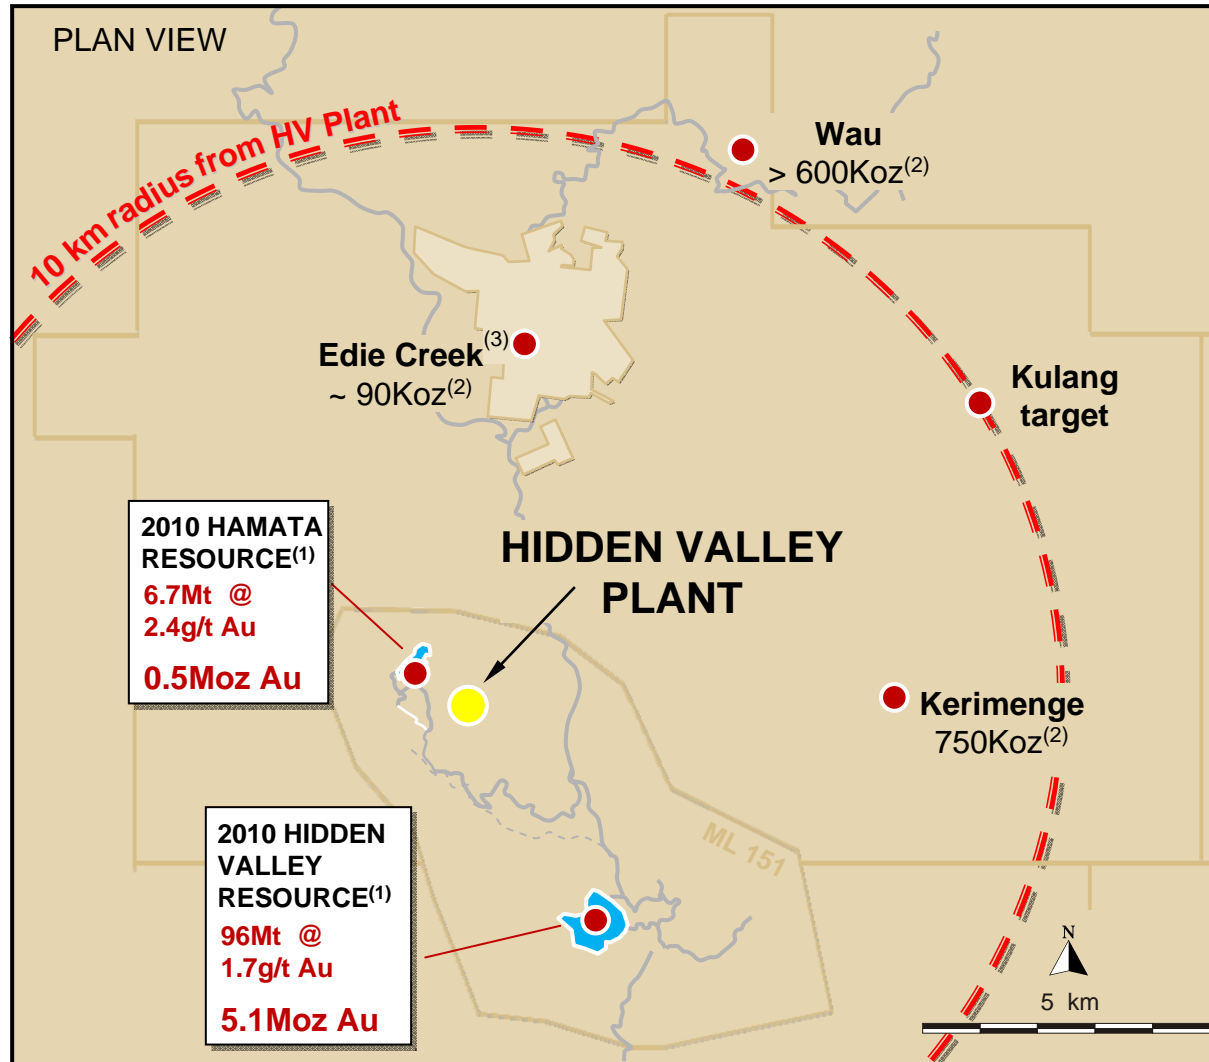 PLAN VIEW
10 km radius from HV Plant
Wau
> 600Koz(2)
Edie Creek(3)
~ 90Koz(2)
Kulang
target
2010 HAMATA
RESOURCE(1)
6.7Mt @
2.4g/t Au
0.5Moz Au
HIDDEN VALLEY
PLANT
Kerimenge
750Koz(2)
2010 HIDDEN
VALLEY
RESOURCE(1)
96Mt @
1.7g/t Au
5.1Moz Au
ML 151
N
5 km